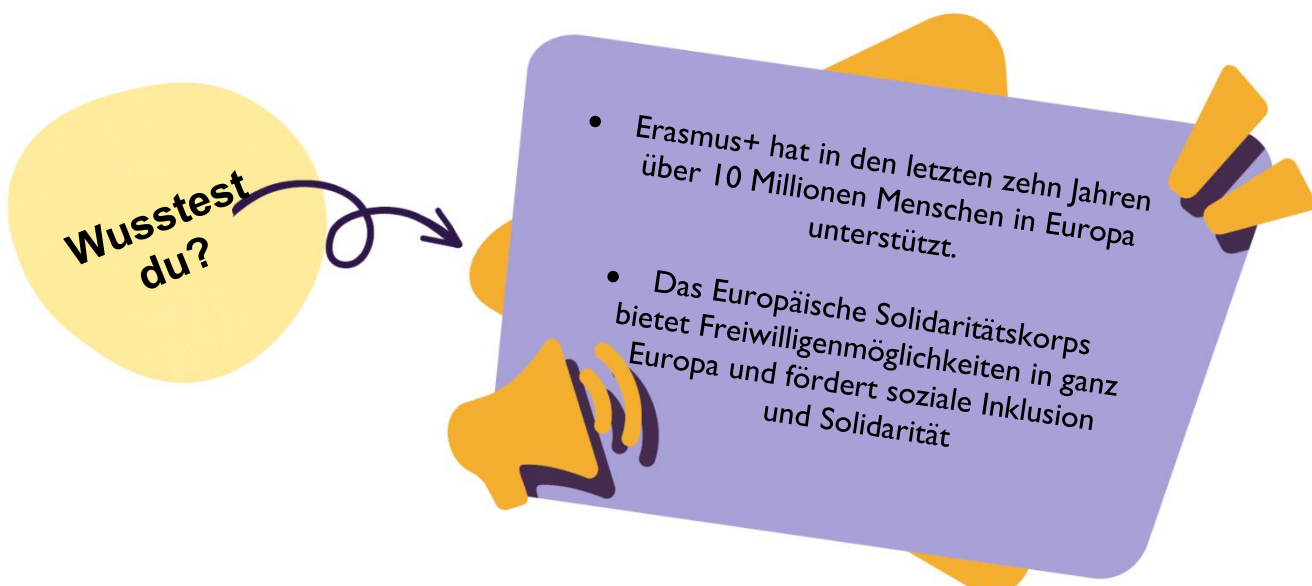 Wusstest
du?
• Erasmus+ hat in den letzten zehn Jahren
über 10 Millionen Menschen in Europa
unterstützt.
• Das Europäische Solidaritätskorps
bietet Freiwilligenmöglichkeiten in ganz
Europa und fördert soziale Inklusion
und Solidarität